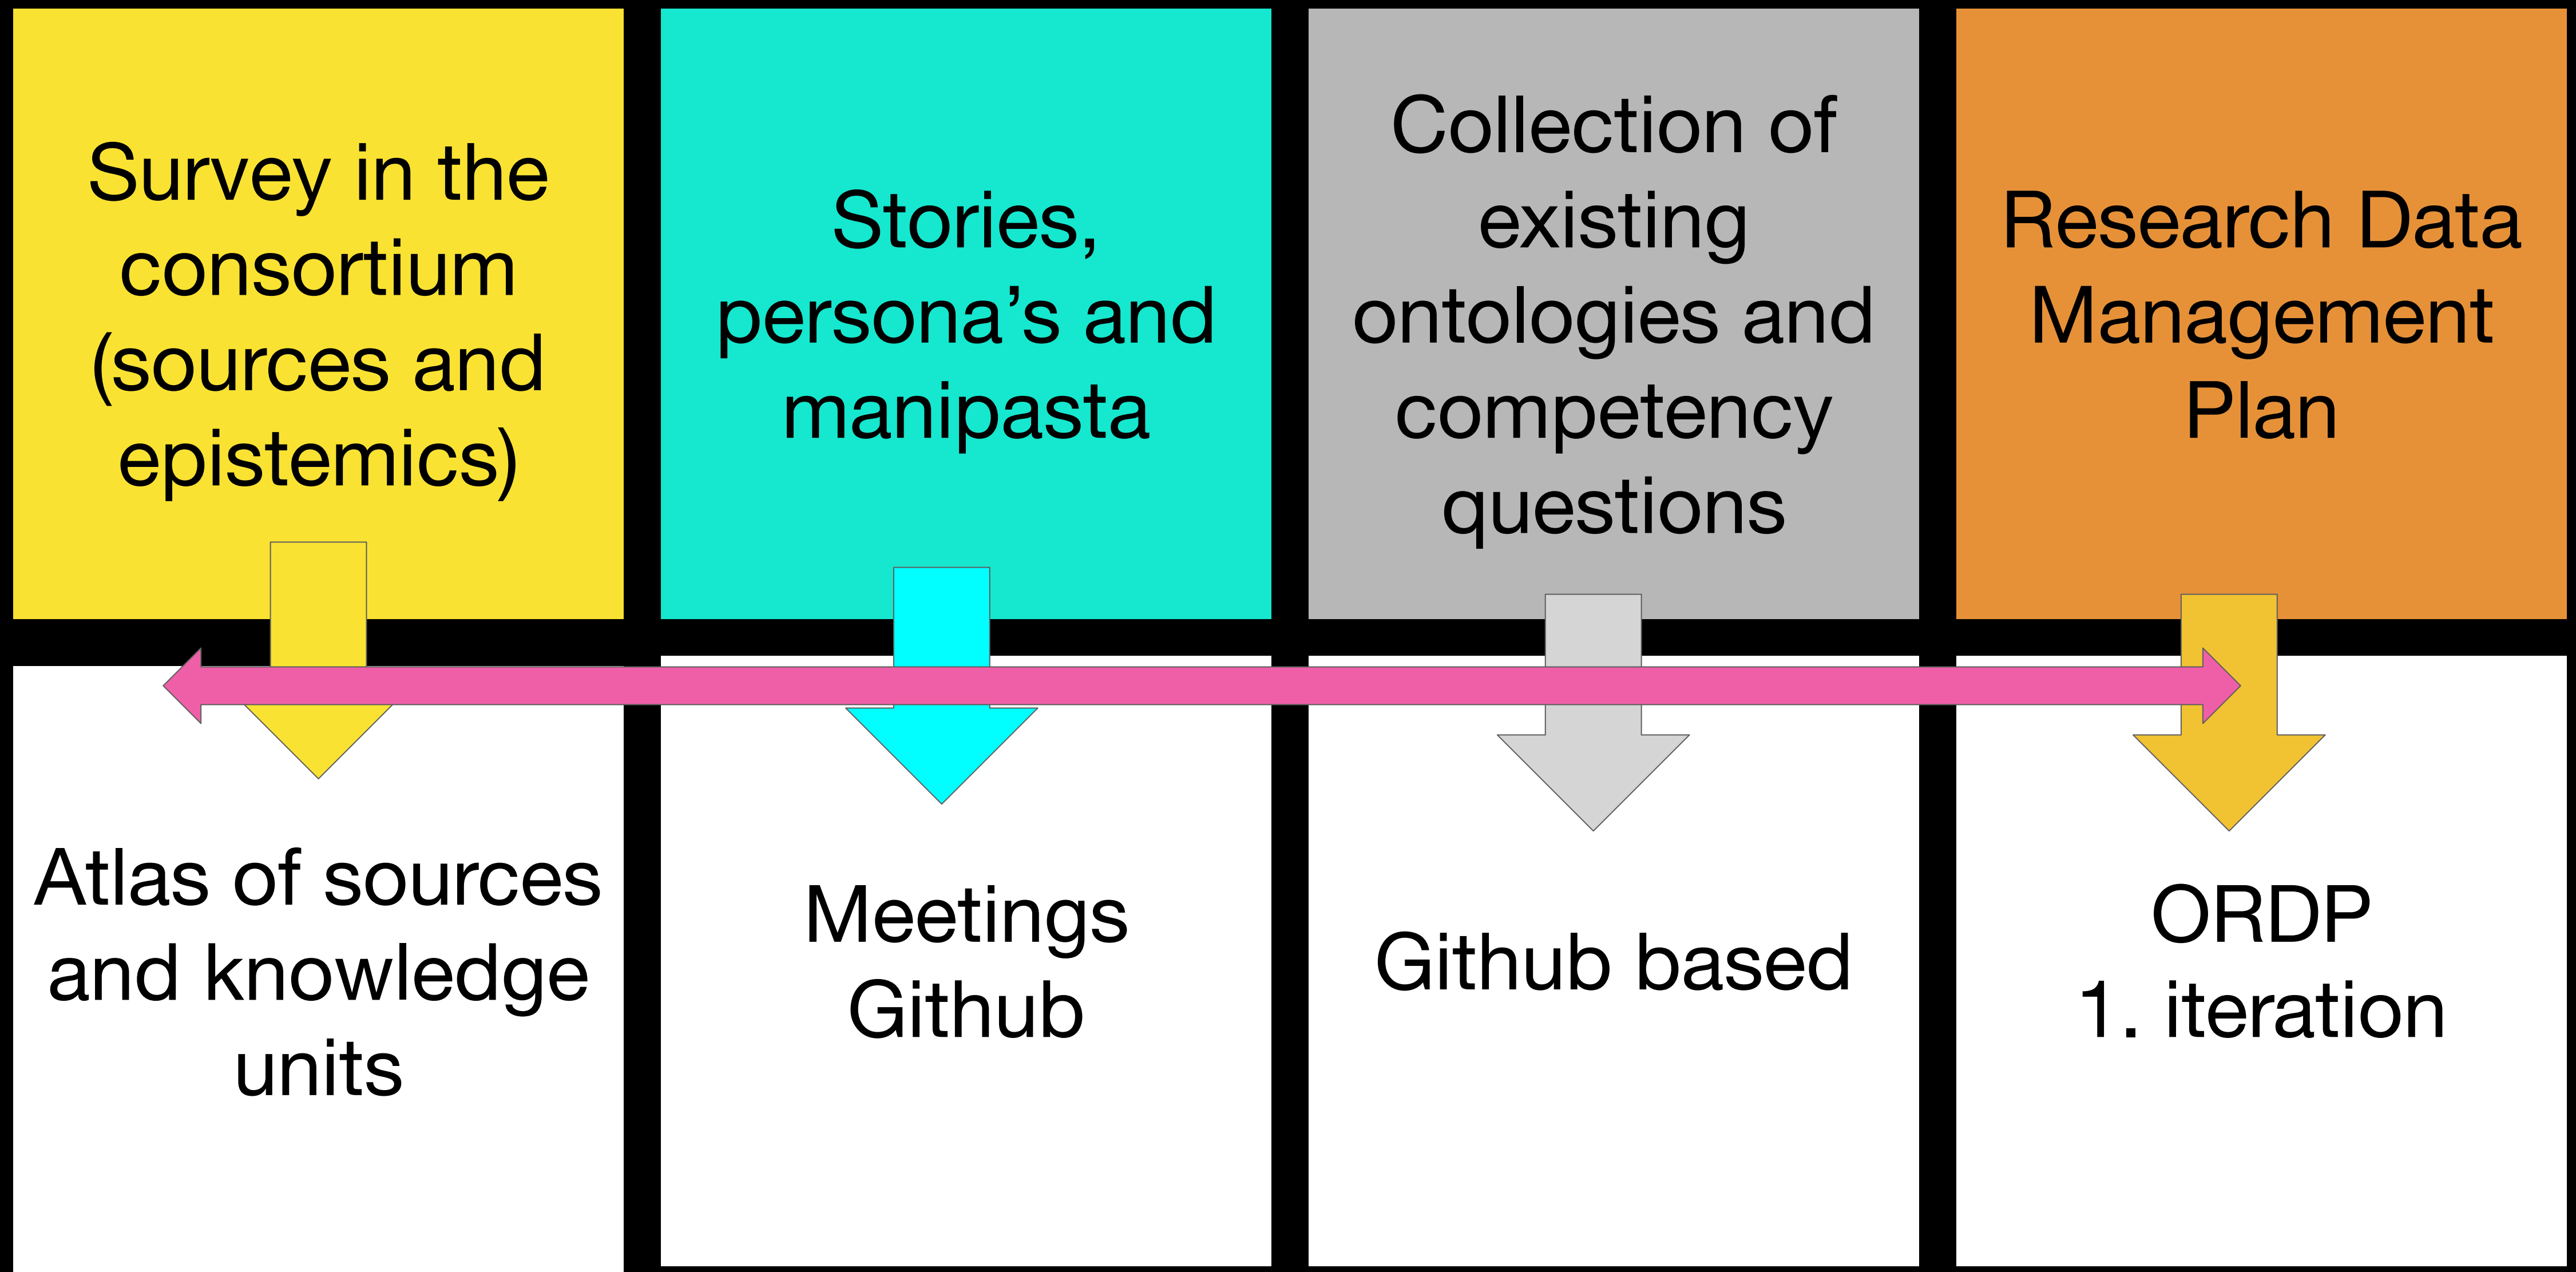 Survey in the
consortium
(sources and
epistemics)
Stories,
persona’s and
manipasta
Collection of
existing
ontologies and
competency
questions
Research Data
Management
Plan
Atlas of sources
and knowledge
units
Meetings
Github
Github based
ORDP
1. iteration